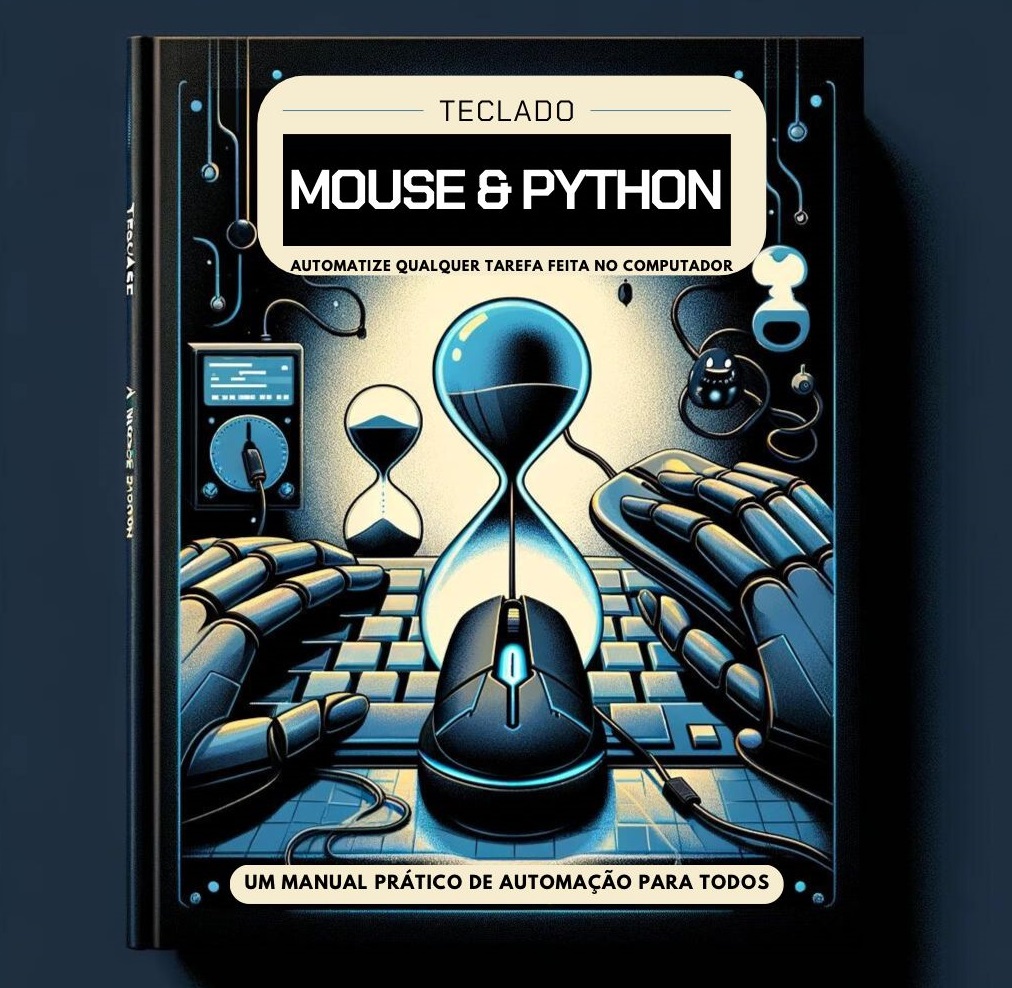 TECLADO
MOUSE & PYTHON
AUTOMATIZE QUALQUER TAREFA FEITA NO COMPUTADOR
UM MANUAL PRÁTICO DE AUTOMAÇÃO PARA TODOS